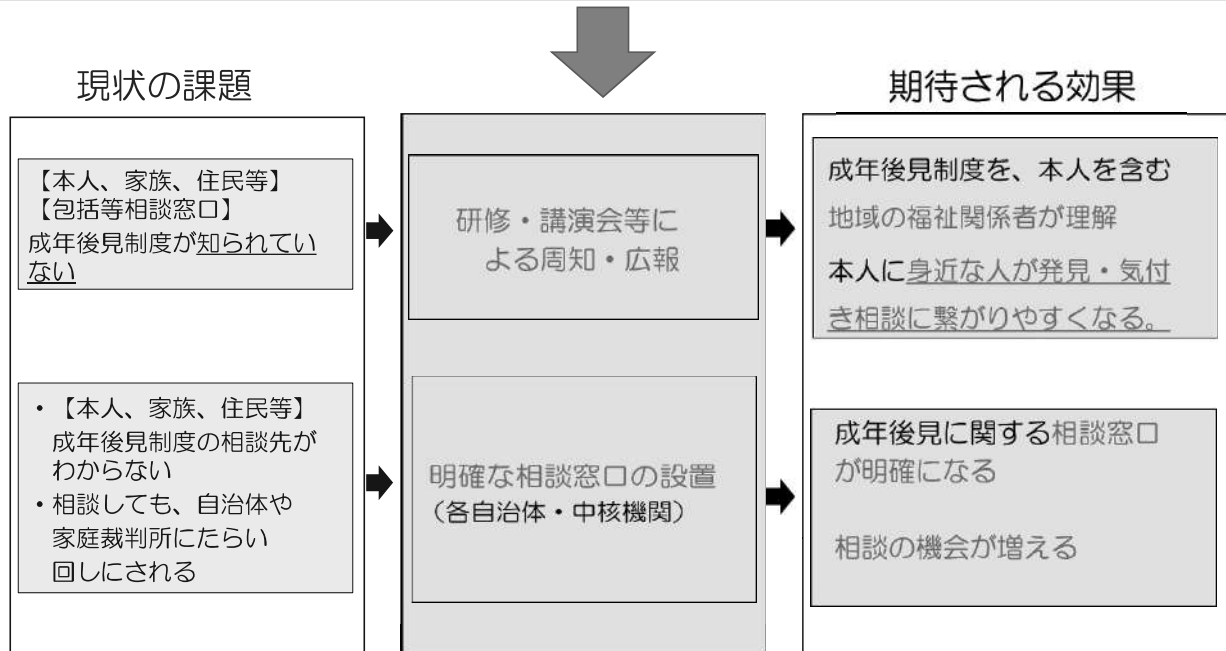 現状の課題
【本人、家族、住民等】
【包括等相談窓口】
成年後見制度が知られてい
ない
・【本人、家族、住民等】
成年後見制度の相談先が
わからない
・相談しても、自治体や
家庭裁判所にたらい
回しにされる
研修・講演会等に
よる周知・広報
明確な相談窓口の設置
（各自治体・中核機関）
期待される効果
成年後見制度を、本人を含む
地域の福祉関係者が理解
本人に身近な人が発見・気付
き相談に繋がりやすくなる。
成年後見に関する相談窓口
が明確になる
相談の機会が増える